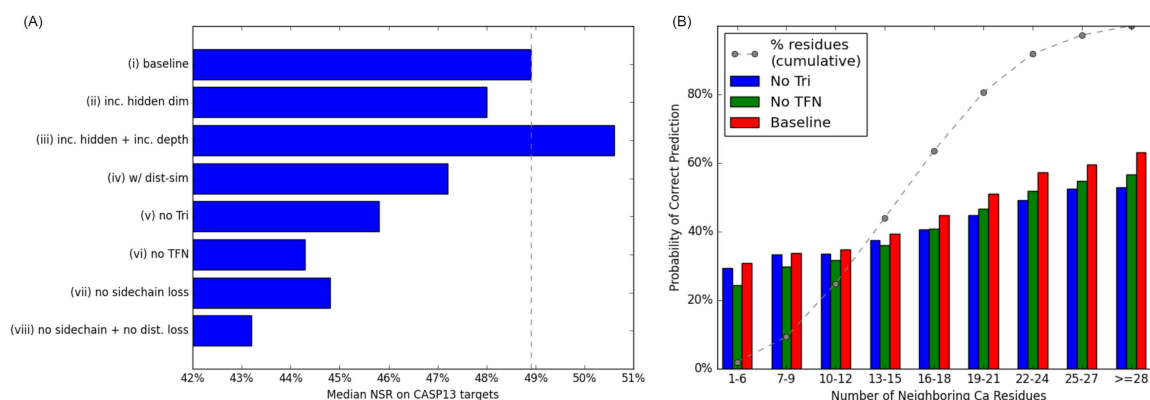 (A)
(i) baseline
(ii) inc. hidden dim
(iii) inc. hidden + inc. depth
(iv) w/ dist-sim
(v) no Tri
(vi) no TFN
(vii) no sidechain loss
(viii) no sidechain + no dist. loss
42% 43% 44% 45% 46% 47% 48% 49% 50% 51%
Median NSR on CASP13 targets
(B)
% residues
(cumulative)
No Tri
No TFN
Baseline
Probability of Correct Prediction
80%
60%
40%
20%
0%
1-6 7-9 10-12 13-15 16-18 19-21 22-24 25-27 >=28
Number of Neighboring Ca Residues